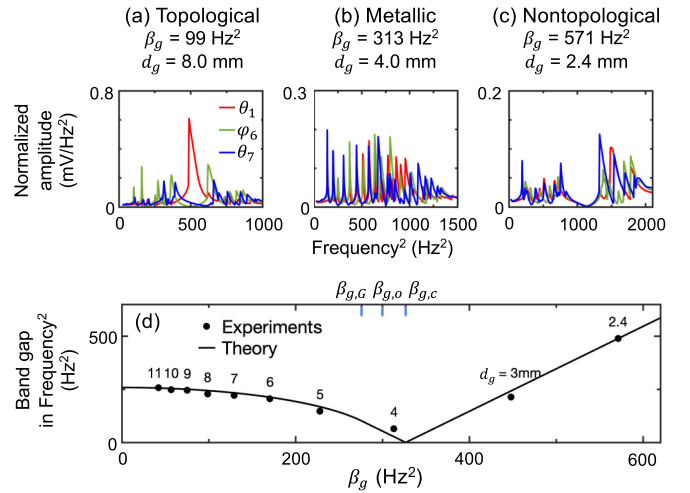 (a) Topological
β_g = 99 Hz²
d_g = 8.0 mm
(b) Metallic
β_g = 313 Hz²
d_g = 4.0 mm
(c) Nontopological
β_g = 571 Hz²
d_g = 2.4 mm
Normalized
amplitude
(mV/Hz²)
0.8
0
θ₁
φ₆
θ₇
0 500 1000
0.3
0
0 500 1000 1500
0.2
0
0 1000 2000
Frequency² (Hz²)
β_g,G β_g,o β_g,c
(d)
Experiments
Theory
Band gap
in Frequency²
(Hz²)
500
0
11 10 9 8 7 6 5 4
d_g = 3mm
2.4
0 200 400 600
β_g (Hz²)